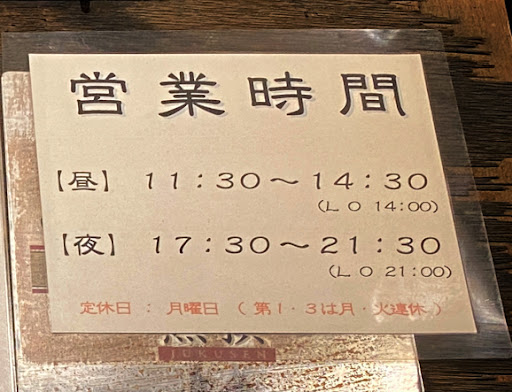 営業時間
【昼】 11:30～14:30
(L O 14:00)
【夜】 17:30～21:30
(L O 21:00)
定休日 : 月曜日 ( 第1・3は月・火連休 )
JUKUSEN